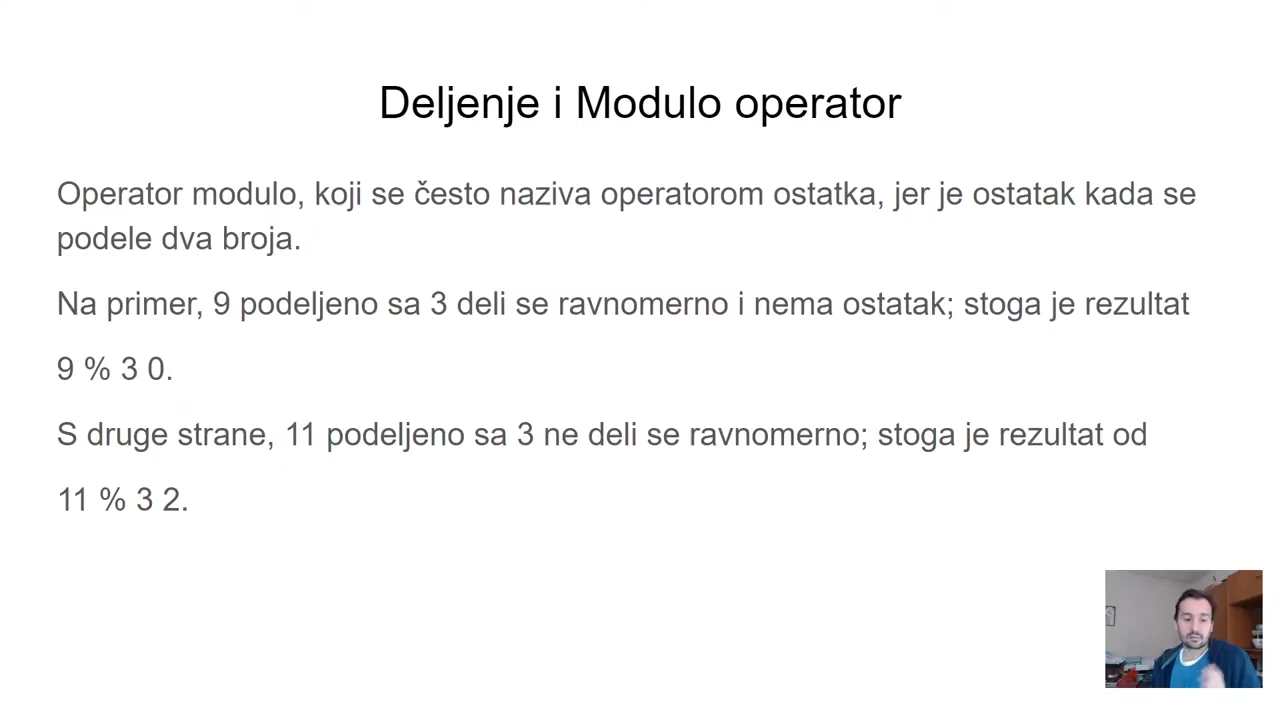 Deljenje i Modulo operator
Operator modulo, koji se često naziva operatorom ostatka, jer je ostatak kada se
podele dva broja.
Na primer, 9 podeljeno sa 3 deli se ravnomerno i nema ostatak; stoga je rezultat
9 % 3 0.
S druge strane, 11 podeljeno sa 3 ne deli se ravnomerno; stoga je rezultat od
11 % 3 2.